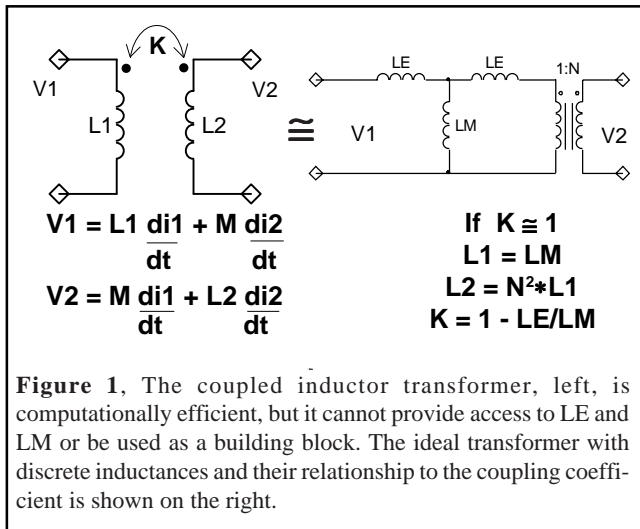 K
V1
V2
L1
L2
≅
LE
LE
1:N
V1
LM
V2
V1 = L1 di1/dt + M di2/dt
V2 = M di1/dt + L2 di2/dt
If K ≅ 1
L1 = LM
L2 = N²*L1
K = 1 - LE/LM
Figure 1, The coupled inductor transformer, left, is
computationally efficient, but it cannot provide access to LE and
LM or be used as a building block. The ideal transformer with
discrete inductances and their relationship to the coupling coeffi-
cient is shown on the right.